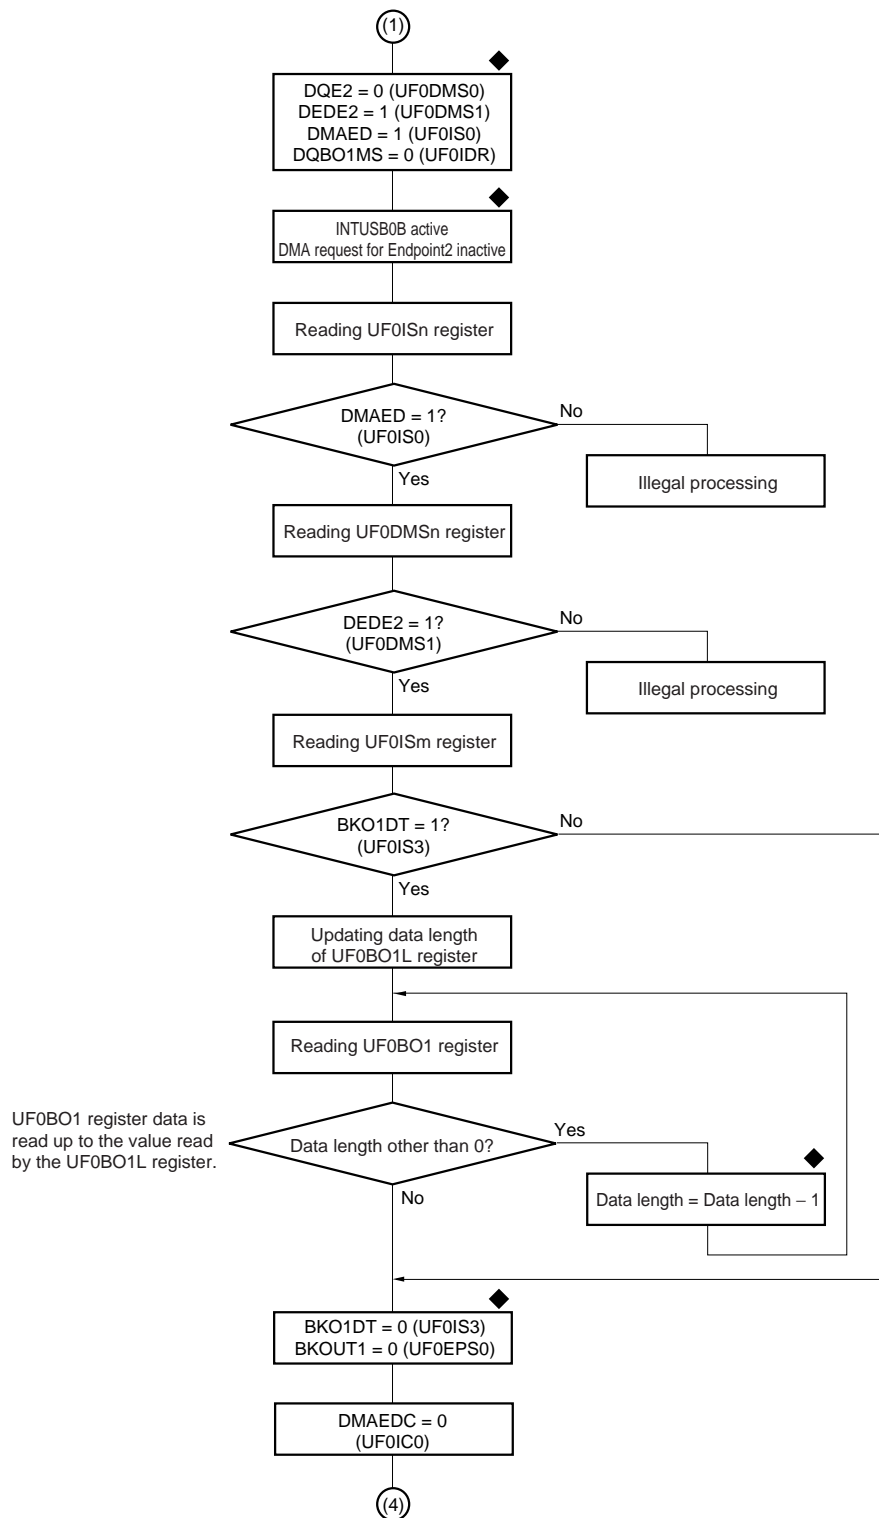 (1)
DQE2 = 0 (UF0DMS0)
DEDE2 = 1 (UF0DMS1)
DMAED = 1 (UF0IS0)
DQBO1MS = 0 (UF0IDR)
INTUSB0B active
DMA request for Endpoint2 inactive
Reading UF0ISn register
DMAED = 1?
(UF0IS0)
No
Illegal processing
Yes
Reading UF0DMSn register
DEDE2 = 1?
(UF0DMS1)
No
Illegal processing
Yes
Reading UF0ISm register
BKO1DT = 1?
(UF0IS3)
No
Yes
Updating data length
of UF0BO1L register
Reading UF0BO1 register
UF0BO1 register data is
read up to the value read
by the UF0BO1L register.
Data length other than 0?
Yes
Data length = Data length − 1
No
BKO1DT = 0 (UF0IS3)
BKOUT1 = 0 (UF0EPS0)
DMAEDC = 0
(UF0IC0)
(4)